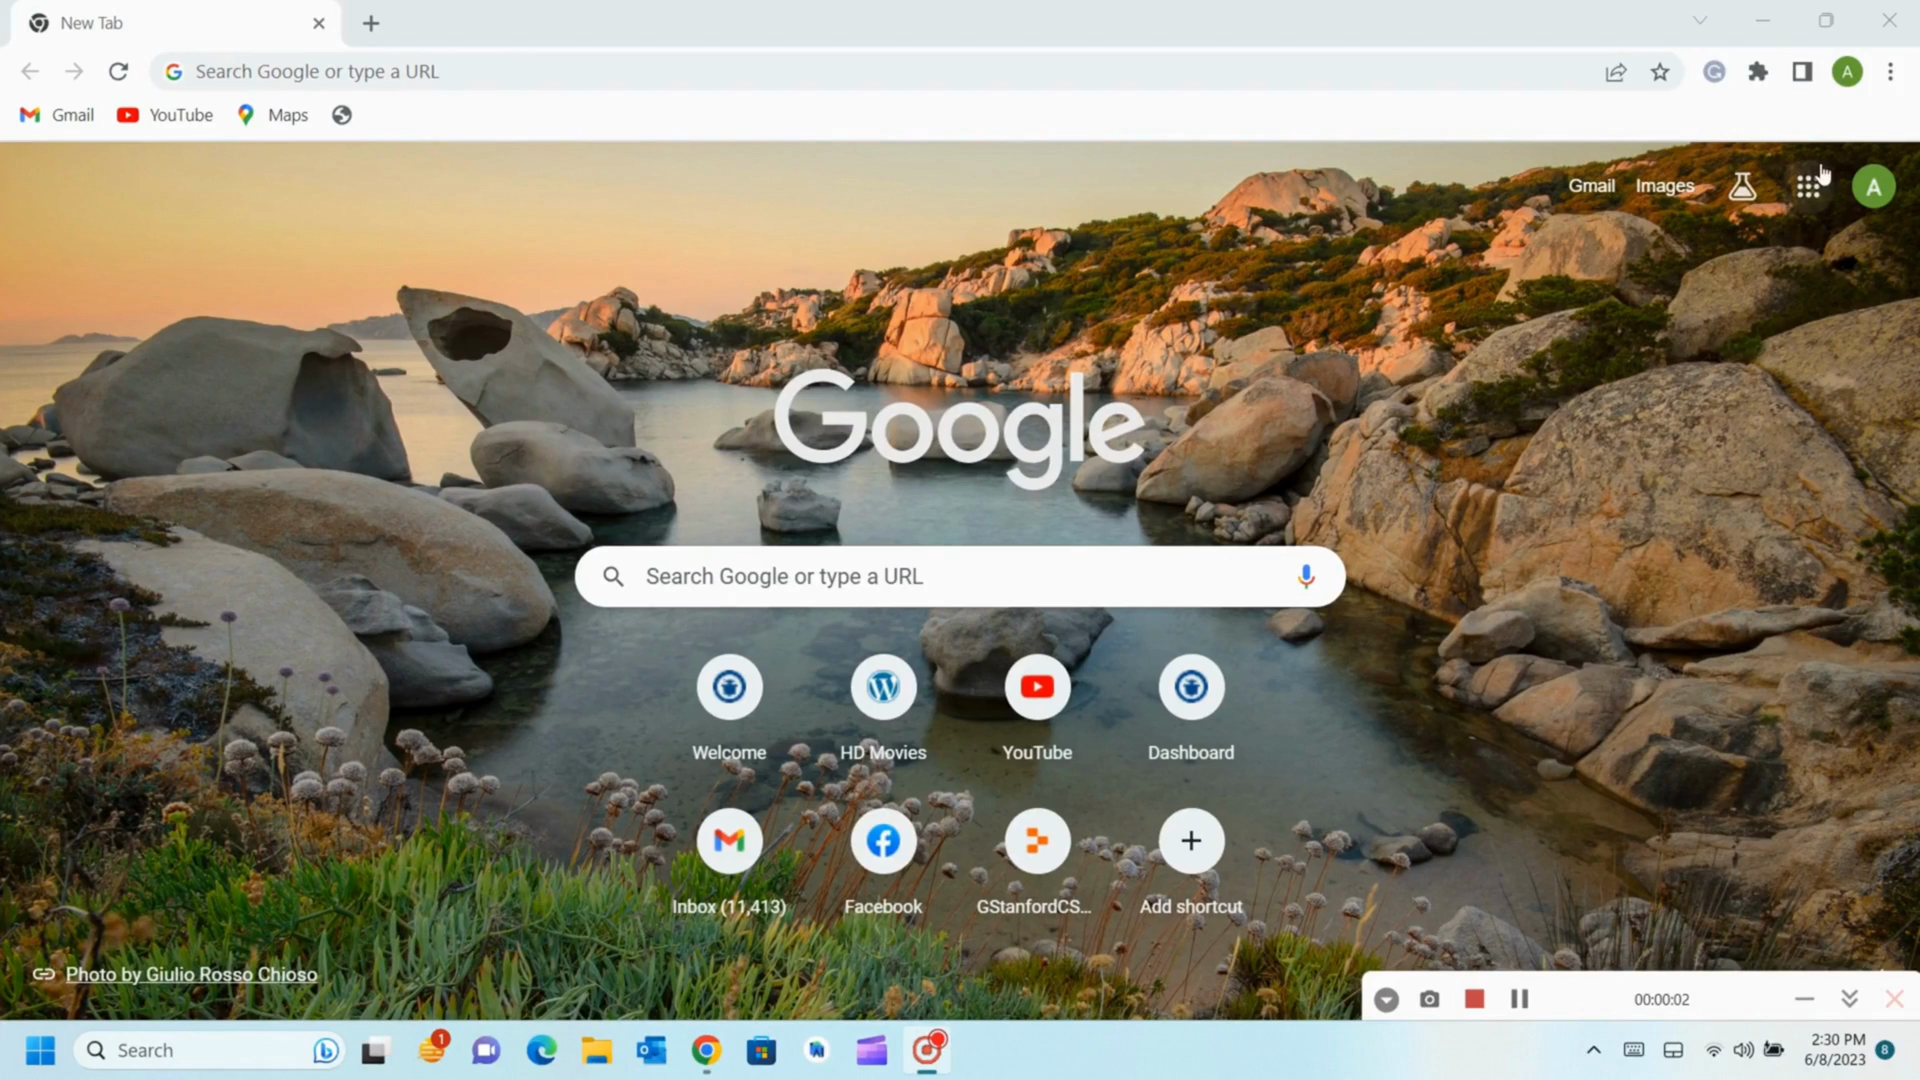 New Tab
Search Google or type a URL
Gmail
YouTube
Maps
A
Gmail
Images
A
Google
Search Google or type a URL
Welcome
HD Movies
YouTube
Dashboard
Inbox (11,413)
Facebook
GStanfordCS...
Add shortcut
Photo by Giulio Rosso Chioso
00:00:02
Search
1
2:30 PM
6/8/2023
8